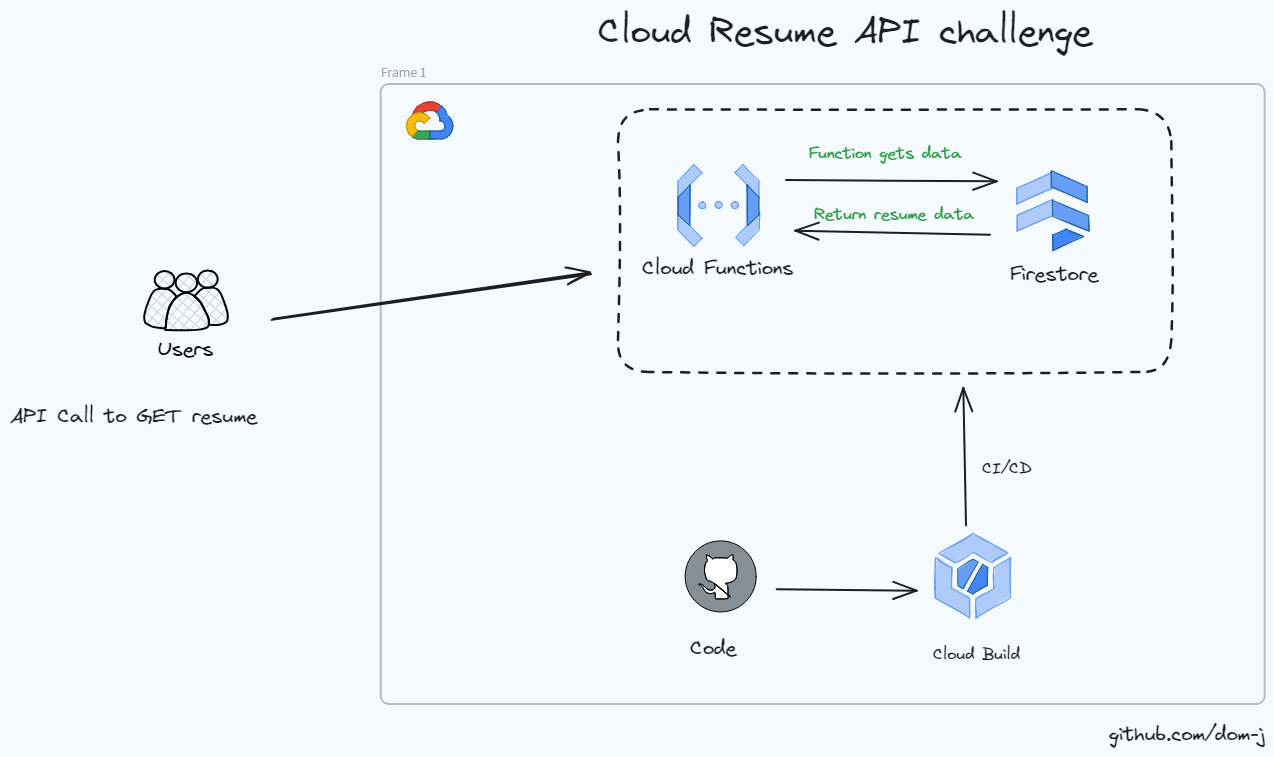 Cloud Resume API challenge
Frame 1
Function gets data
Return resume data
Cloud Functions
Firestore
Users
API Call to GET resume
CI/CD
Code
Cloud Build
github.com/dom-j